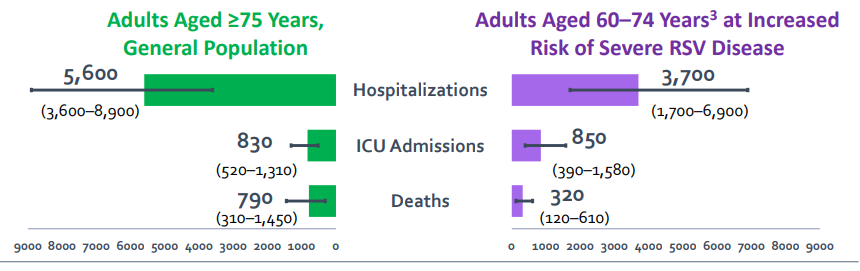 Adults Aged ≥75 Years,
General Population
Adults Aged 60–74 Years³ at Increased
Risk of Severe RSV Disease
5,600
(3,600–8,900)
Hospitalizations
3,700
(1,700–6,900)
830
(520–1,310)
ICU Admissions
850
(390–1,580)
790
(310–1,450)
Deaths
320
(120–610)
9000 8000 7000 6000 5000 4000 3000 2000 1000 0
0 1000 2000 3000 4000 5000 6000 7000 8000 9000